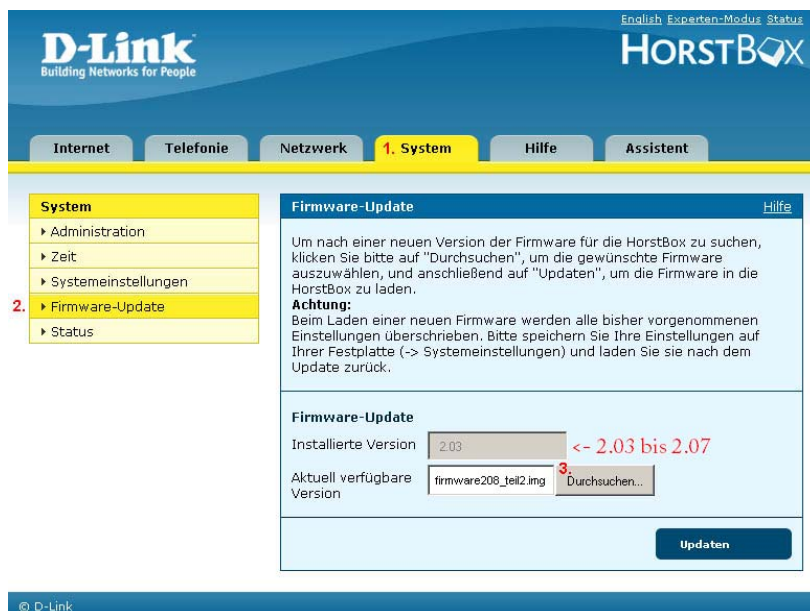 English Experten-Modus Status
D-Link
Building Networks for People
HORSTBOX
Internet
Telefonie
Netzwerk
1. System
Hilfe
Assistent
System
Administration
Zeit
Systemeinstellungen
2. Firmware-Update
Status
Firmware-Update Hilfe
Um nach einer neuen Version der Firmware für die HorstBox zu suchen,
klicken Sie bitte auf "Durchsuchen", um die gewünschte Firmware
auszuwählen, und anschließend auf "Updaten", um die Firmware in die
HorstBox zu laden.
Achtung:
Beim Laden einer neuen Firmware werden alle bisher vorgenommenen
Einstellungen überschrieben. Bitte speichern Sie Ihre Einstellungen auf
Ihrer Festplatte (-> Systemeinstellungen) und laden Sie sie nach dem
Update zurück.
Firmware-Update
Installierte Version 2.03 <- 2.03 bis 2.07
Aktuell verfügbare
Version
firmware208_teil2.img 3. Durchsuchen...
Updaten
© D-Link